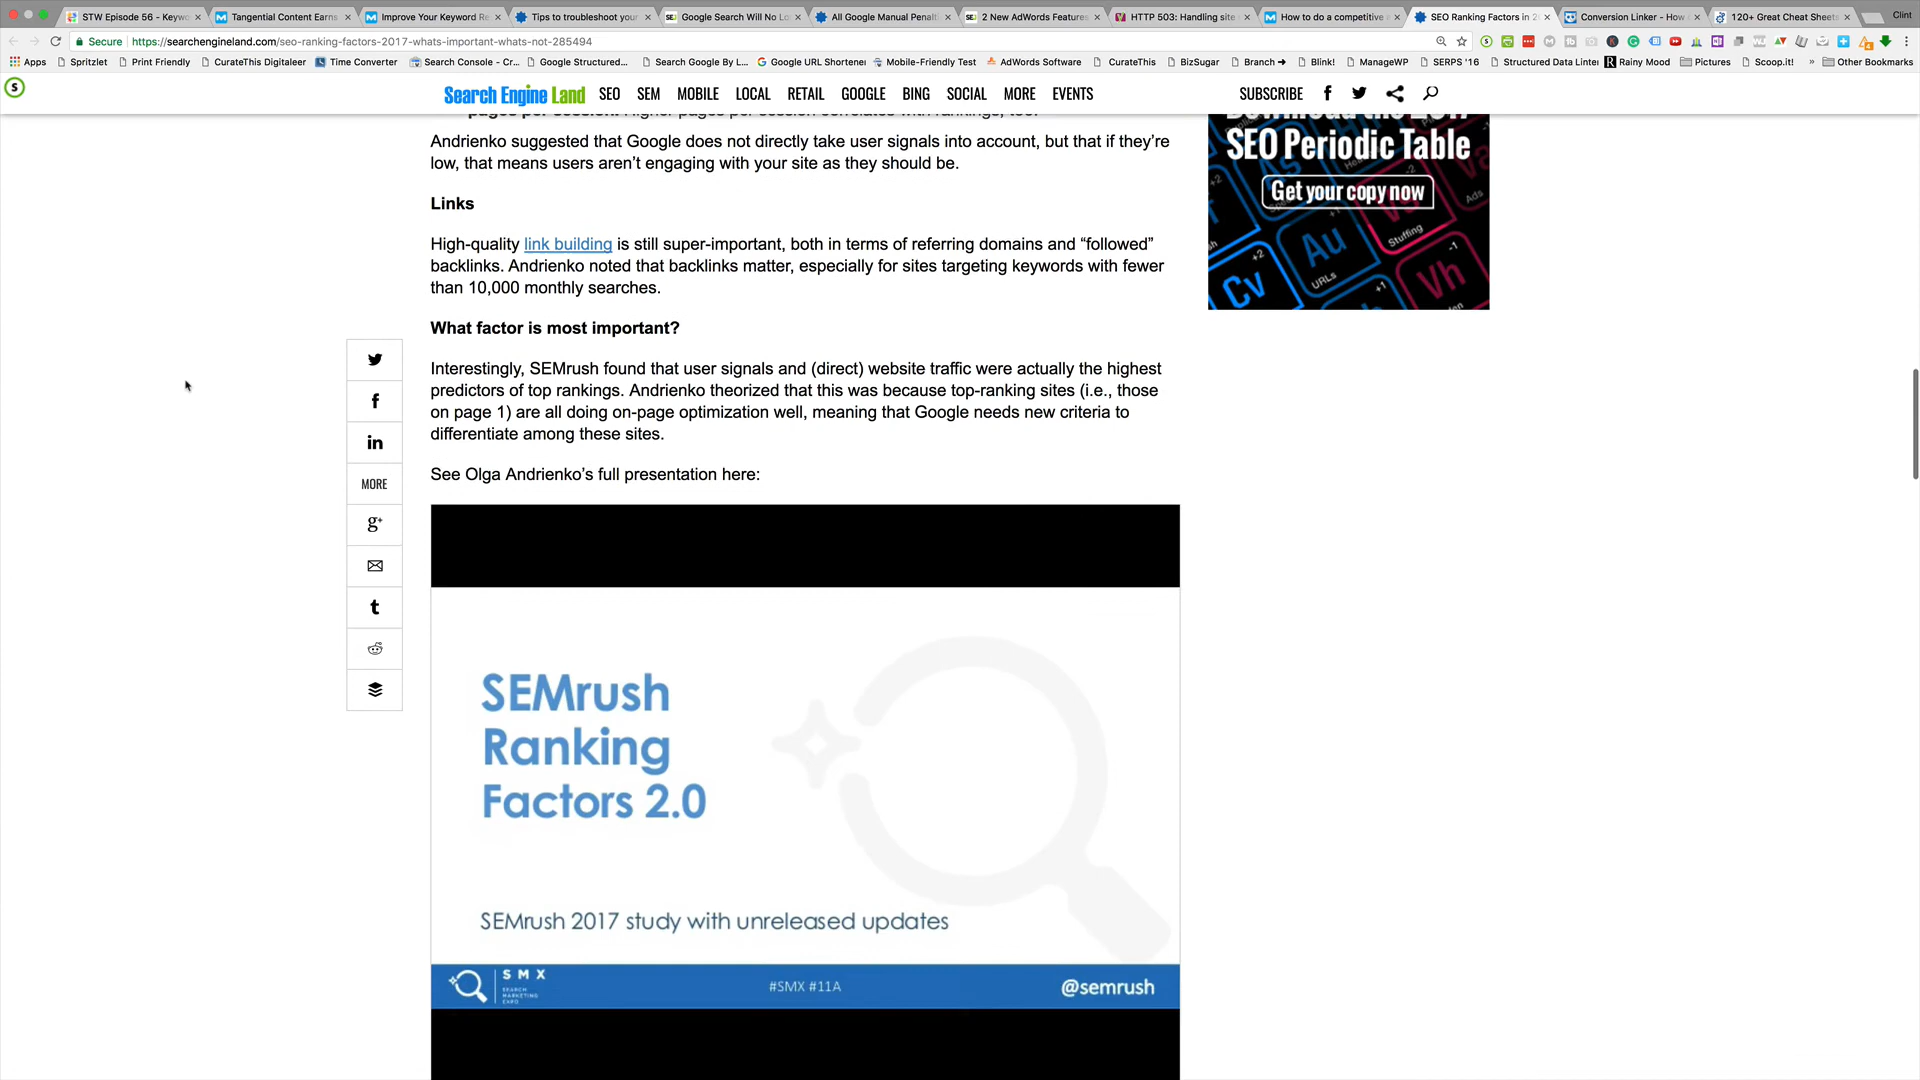 STW Episode 56 - Keywo
Tangential Content Earns
Improve Your Keyword Re
Tips to troubleshoot your
Google Search Will No Lo
All Google Manual Penalt
2 New AdWords Features
HTTP 503: Handling site
How to do a competitive
SEO Ranking Factors in 2
Conversion Linker - How
120+ Great Cheat Sheets
Clint
Secure
https://searchengineland.com/seo-ranking-factors-2017-whats-important-whats-not-285494
Apps
Spritzlet
Print Friendly
CurateThis Digitaleer
Time Converter
Search Console - Cr...
Google Structured...
Search Google By L...
Google URL Shortener
Mobile-Friendly Test
AdWords Software
CurateThis
BizSugar
Branch
Blink!
ManageWP
SERPS '16
Structured Data Linter
Rainy Mood
Pictures
Scoop.it!
»
Other Bookmarks
Search Engine Land
SEO
SEM
MOBILE
LOCAL
RETAIL
GOOGLE
BING
SOCIAL
MORE
EVENTS
SUBSCRIBE
pages per session. Higher pages per session correlates with rankings, too.
Andrienko suggested that Google does not directly take user signals into account, but that if they’re
low, that means users aren’t engaging with your site as they should be.
Links
High-quality link building is still super-important, both in terms of referring domains and “followed”
backlinks. Andrienko noted that backlinks matter, especially for sites targeting keywords with fewer
than 10,000 monthly searches.
What factor is most important?
Interestingly, SEMrush found that user signals and (direct) website traffic were actually the highest
predictors of top rankings. Andrienko theorized that this was because top-ranking sites (i.e., those
on page 1) are all doing on-page optimization well, meaning that Google needs new criteria to
differentiate among these sites.
See Olga Andrienko’s full presentation here:
MORE
SEMrush
Ranking
Factors 2.0
SEMrush 2017 study with unreleased updates
SMX
SEARCH
MARKETING
EXPO
#SMX #11A
@semrush
Download the 2017
SEO Periodic Table
Get your copy now
Stuffing
Ads
+2
Au
URLs
-1
Cv
+1
Vh